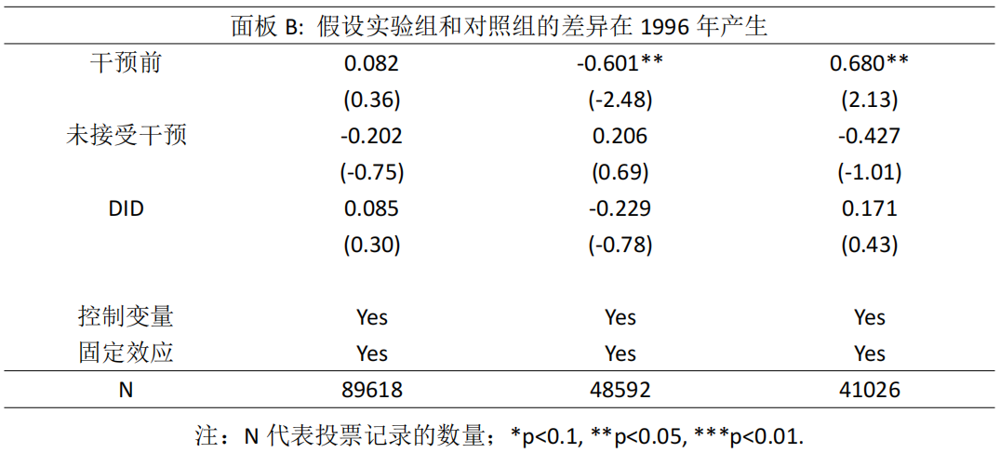 面板 B: 假设实验组和对照组的差异在 1996 年产生
干预前 0.082 -0.601** 0.680**
(0.36) (-2.48) (2.13)
未接受干预 -0.202 0.206 -0.427
(-0.75) (0.69) (-1.01)
DID 0.085 -0.229 0.171
(0.30) (-0.78) (0.43)
控制变量 Yes Yes Yes
固定效应 Yes Yes Yes
N 89618 48592 41026
注：N 代表投票记录的数量；*p<0.1, **p<0.05, ***p<0.01.